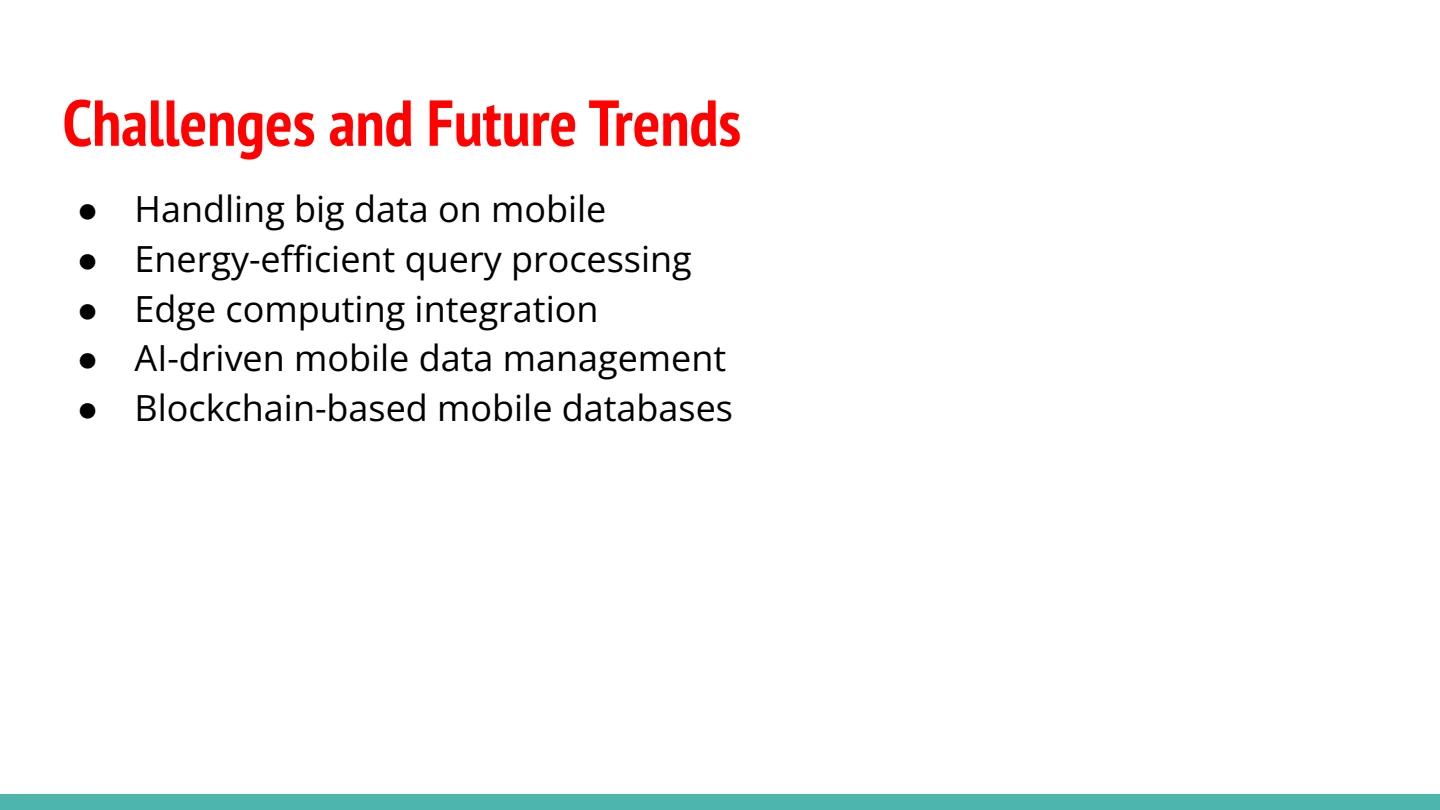 Challenges and Future Trends
● Handling big data on mobile
● Energy-efficient query processing
● Edge computing integration
● AI-driven mobile data management
● Blockchain-based mobile databases